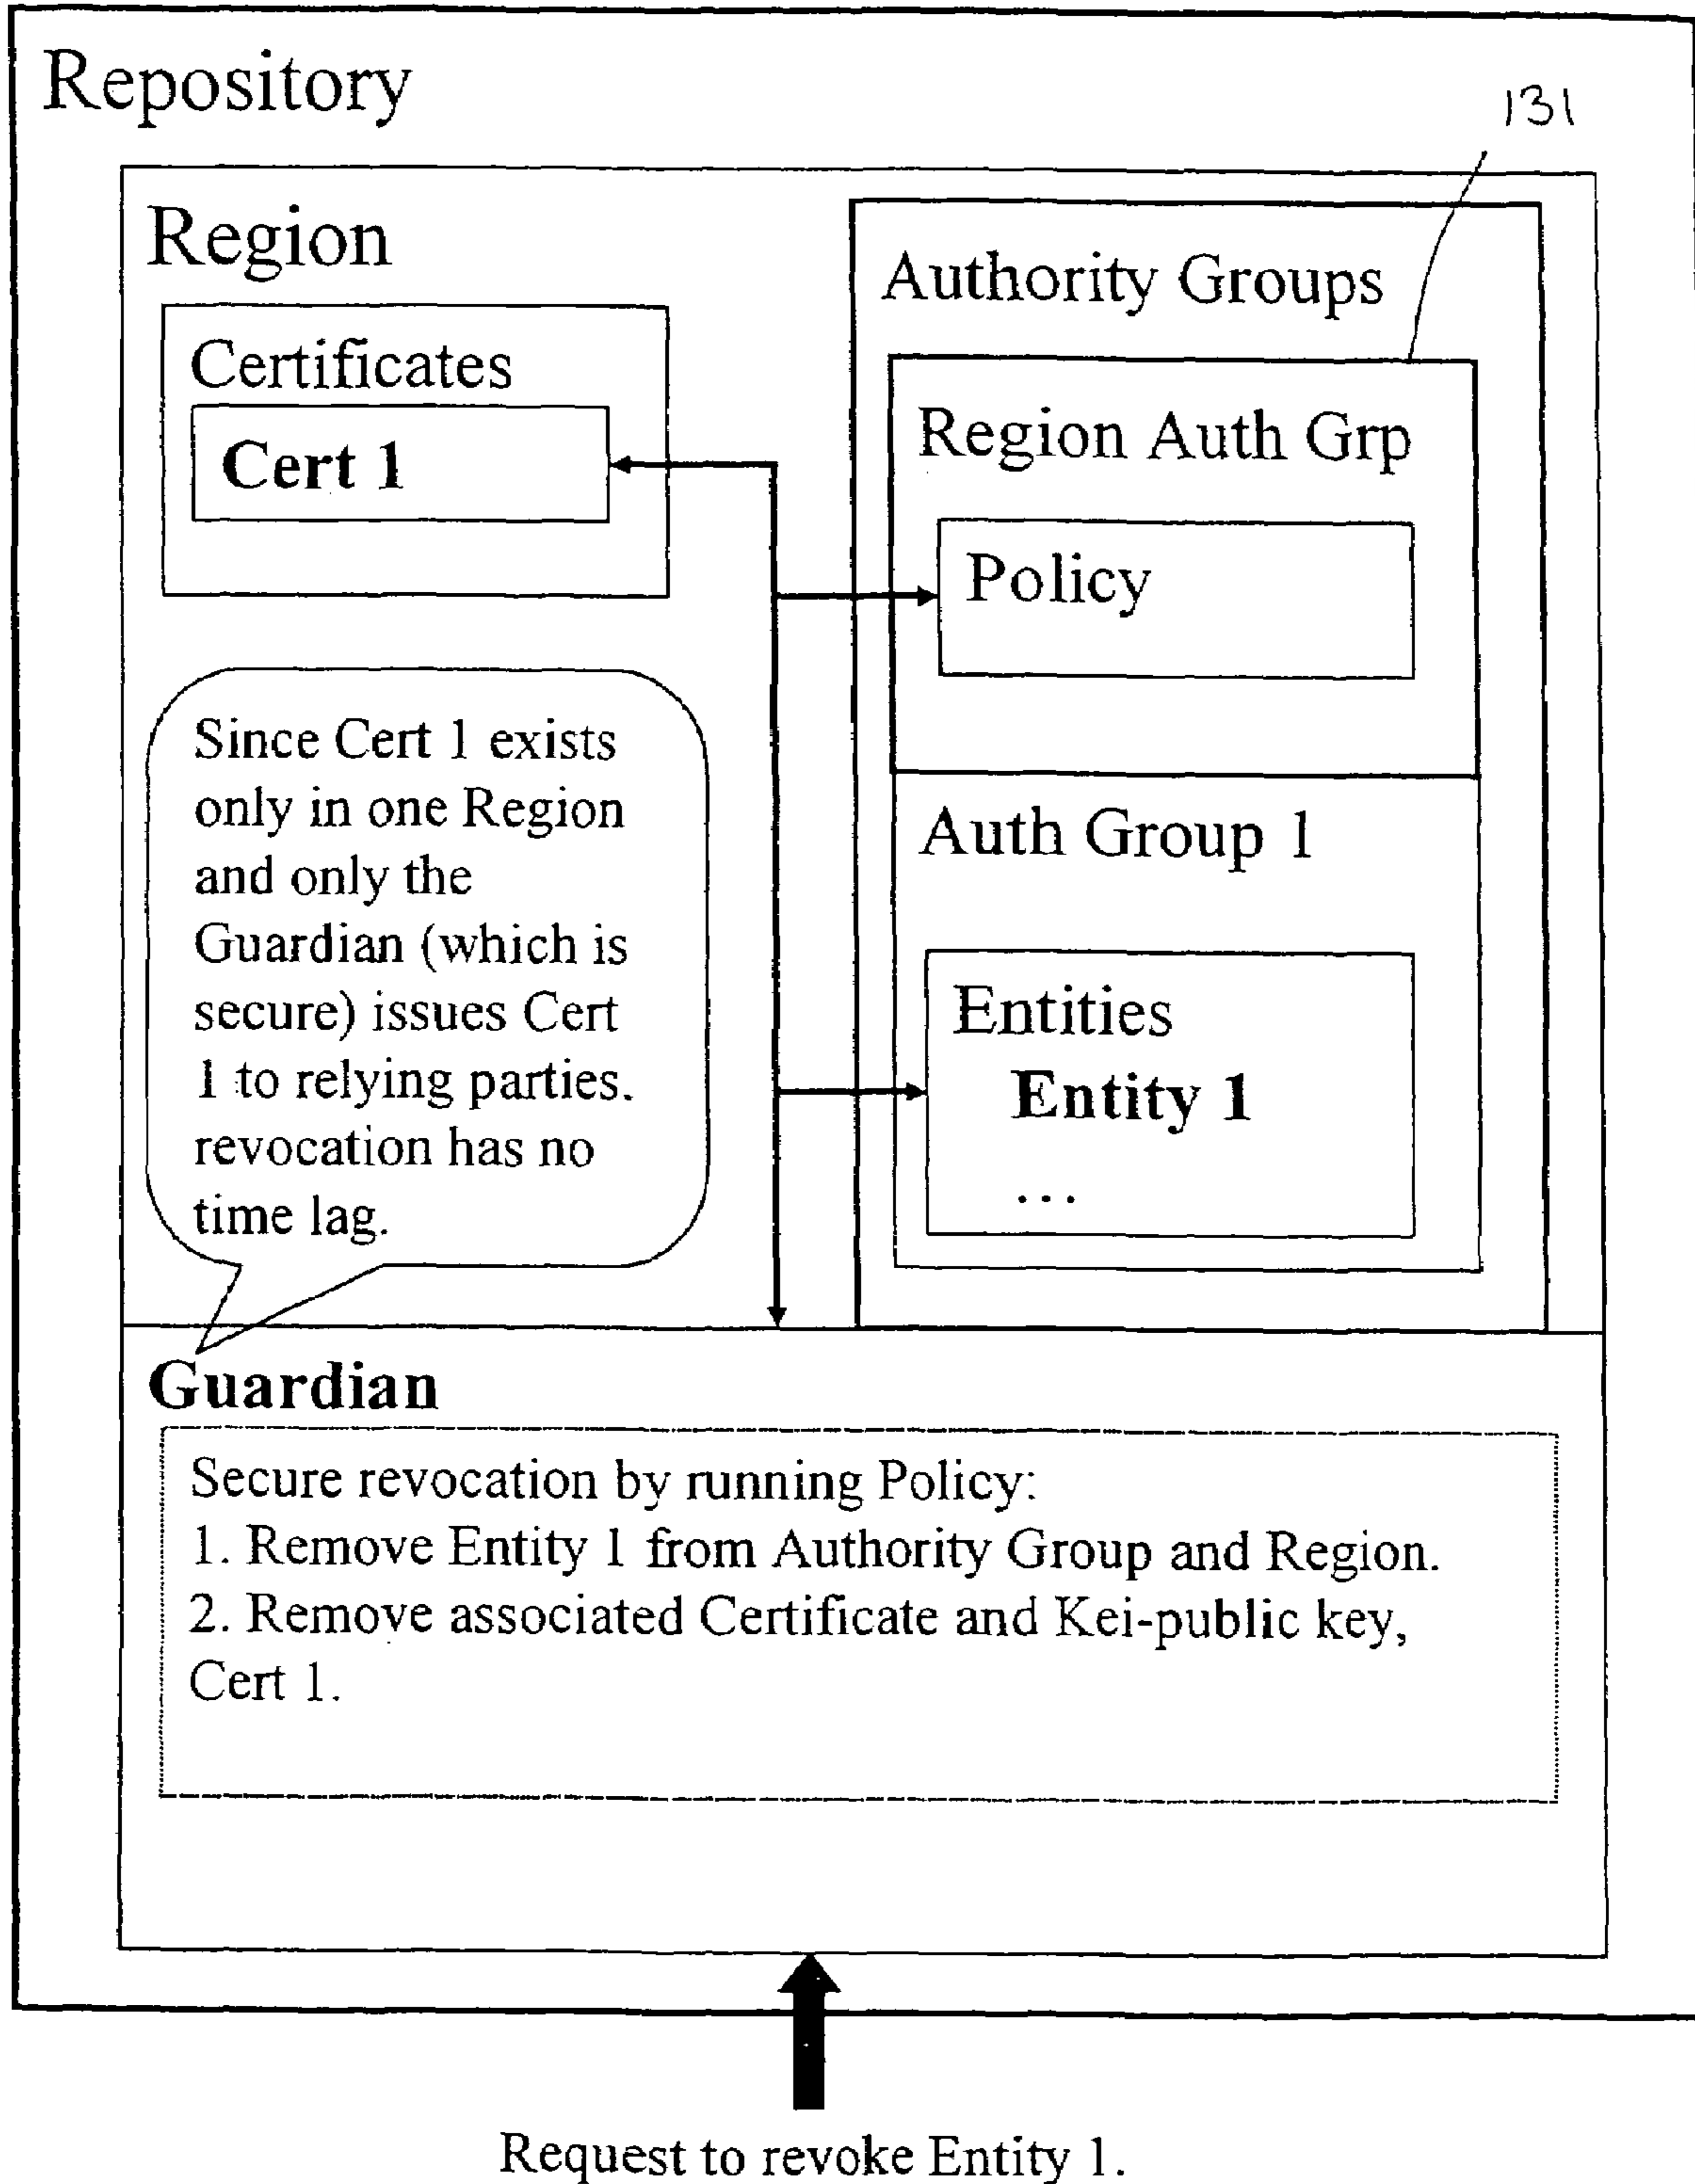 Repository
131
Region
Certificates
Cert 1
Authority Groups
Region Auth Grp
Policy
Since Cert 1 exists
only in one Region
and only the
Guardian (which is
secure) issues Cert
1 to relying parties.
revocation has no
time lag.
Auth Group 1
Entities
Entity 1
...
Guardian
Secure revocation by running Policy:
1. Remove Entity 1 from Authority Group and Region.
2. Remove associated Certificate and Kei-public key,
Cert 1.
Request to revoke Entity 1.